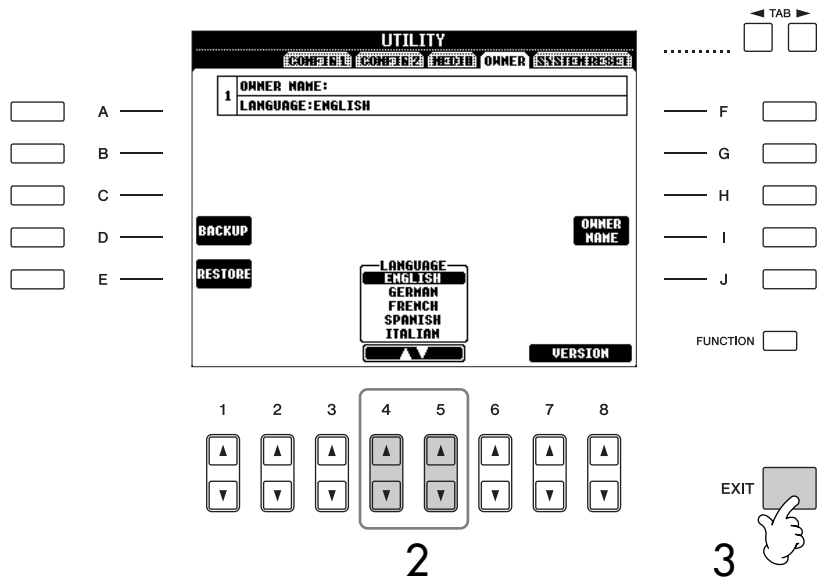 ◄ TAB ►
UTILITY
CONFIG 1 CONFIG 2 MEDIA OWNER SYSTEM RESET
1 OWNER NAME:
LANGUAGE:ENGLISH
A
B
C
D
E
F
G
H
I
J
BACKUP
RESTORE
OWNER
NAME
LANGUAGE
ENGLISH
GERMAN
FRENCH
SPANISH
ITALIAN
▲▼
VERSION
FUNCTION
1 2 3 4 5 6 7 8
EXIT
2
3